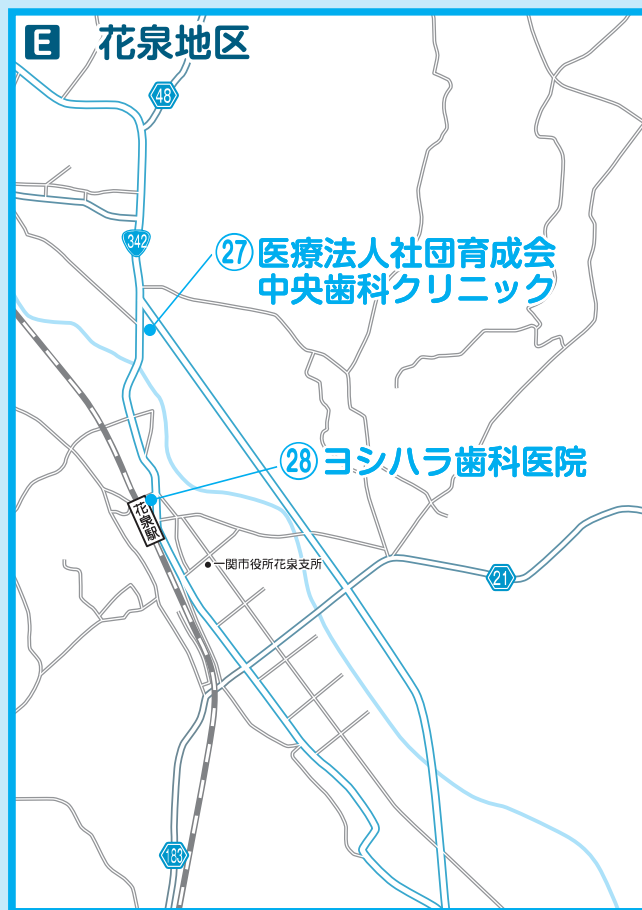 E 花泉地区
48
342
㉗医療法人社団育成会
中央歯科クリニック
㉘ヨシハラ歯科医院
花泉駅
一関市役所花泉支所
21
183